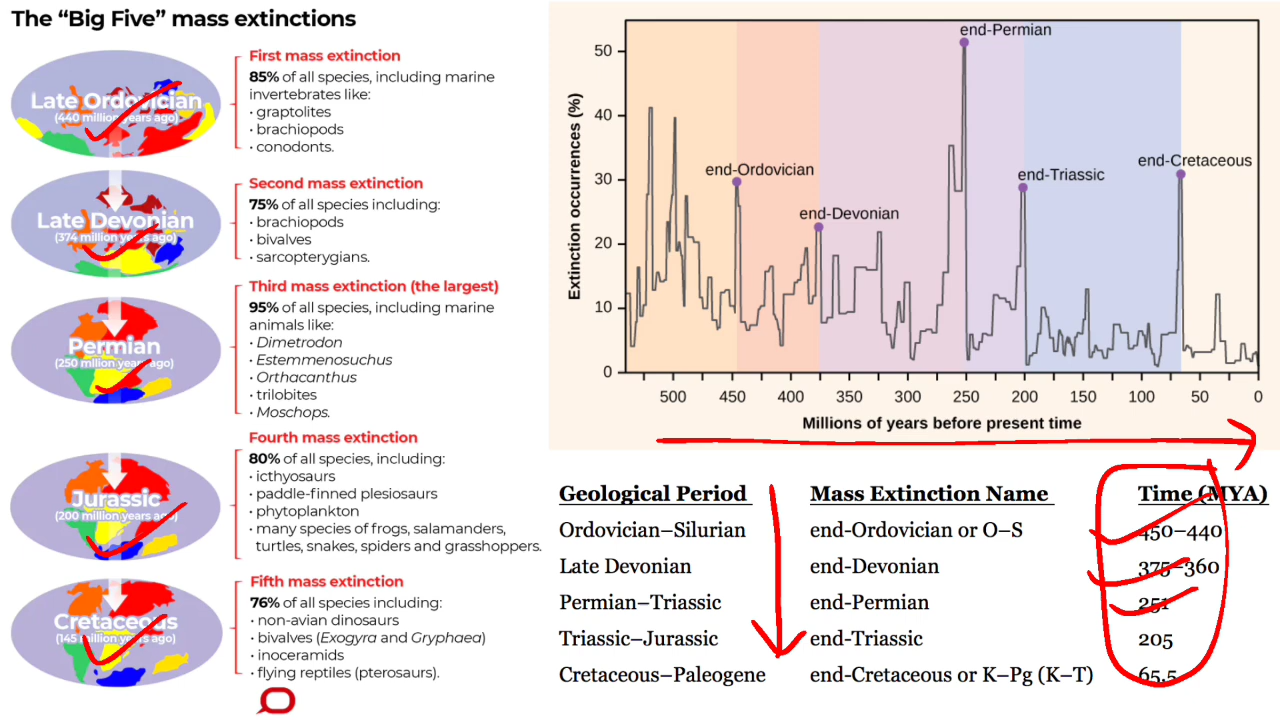 The “Big Five” mass extinctions
Late Ordovician
(440 million years ago)
First mass extinction
85% of all species, including marine
invertebrates like:
· graptolites
· brachiopods
· conodonts.
Late Devonian
(374 million years ago)
Second mass extinction
75% of all species including:
· brachiopods
· bivalves
· sarcopterygians.
Permian
(250 million years ago)
Third mass extinction (the largest)
95% of all species, including marine
animals like:
· Dimetrodon
· Estemmenosuchus
· Orthacanthus
· trilobites
· Moschops.
Jurassic
(200 million years ago)
Fourth mass extinction
80% of all species, including:
· icthyosaurs
· paddle-finned plesiosaurs
· phytoplankton
· many species of frogs, salamanders,
turtles, snakes, spiders and grasshoppers.
Cretaceous
(145 million years ago)
Fifth mass extinction
76% of all species including:
· non-avian dinosaurs
· bivalves (Exogyra and Gryphaea)
· inoceramids
· flying reptiles (pterosaurs).
Extinction occurrences (%)
50
40
30
20
10
0
end-Ordovician
end-Devonian
end-Permian
end-Triassic
end-Cretaceous
500 450 400 350 300 250 200 150 100 50 0
Millions of years before present time
Geological Period Mass Extinction Name Time (MYA)
Ordovician–Silurian end-Ordovician or O–S 450–440
Late Devonian end-Devonian 375–360
Permian–Triassic end-Permian 251
Triassic–Jurassic end-Triassic 205
Cretaceous–Paleogene end-Cretaceous or K–Pg (K–T) 65.5